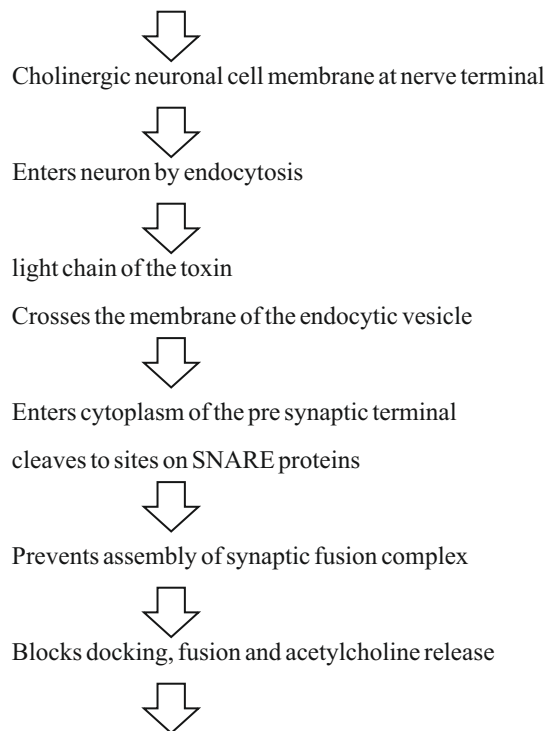 Cholinergic neuronal cell membrane at nerve terminal
Enters neuron by endocytosis
light chain of the toxin
Crosses the membrane of the endocytic vesicle
Enters cytoplasm of the pre synaptic terminal
cleaves to sites on SNARE proteins
Prevents assembly of synaptic fusion complex
Blocks docking, fusion and acetylcholine release